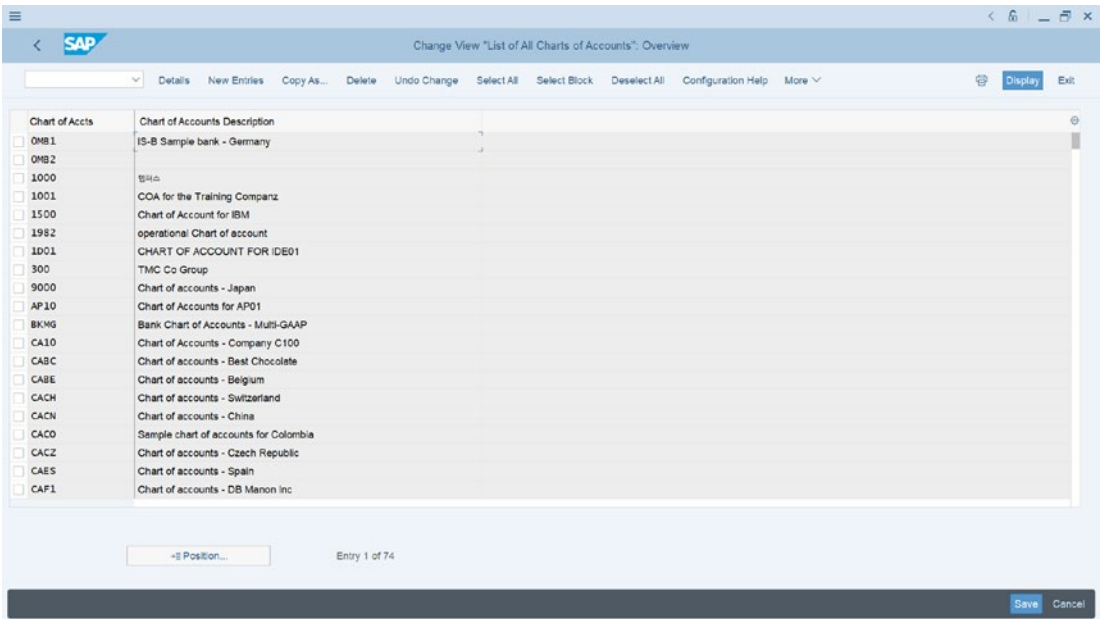 SAP
Change View "List of All Charts of Accounts": Overview
Details New Entries Copy As... Delete Undo Change Select All Select Block Deselect All Configuration Help More Display Exit
Chart of Accts Chart of Accounts Description
0MB1 IS-B Sample bank - Germany
0MB2
1000
1001 COA for the Training Companz
1500 Chart of Account for IBM
1982 operational Chart of account
1D01 CHART OF ACCOUNT FOR IDE01
300 TMC Co Group
9000 Chart of accounts - Japan
AP10 Chart of Accounts for AP01
BKMG Bank Chart of Accounts - Multi-GAAP
CA10 Chart of Accounts - Company C100
CABC Chart of accounts - Best Chocolate
CABE Chart of accounts - Belgium
CACH Chart of accounts - Switzerland
CACN Chart of accounts - China
CACO Sample chart of accounts for Colombia
CACZ Chart of accounts - Czech Republic
CAES Chart of accounts - Spain
CAF1 Chart of accounts - DB Manon Inc
Position... Entry 1 of 74
Save Cancel